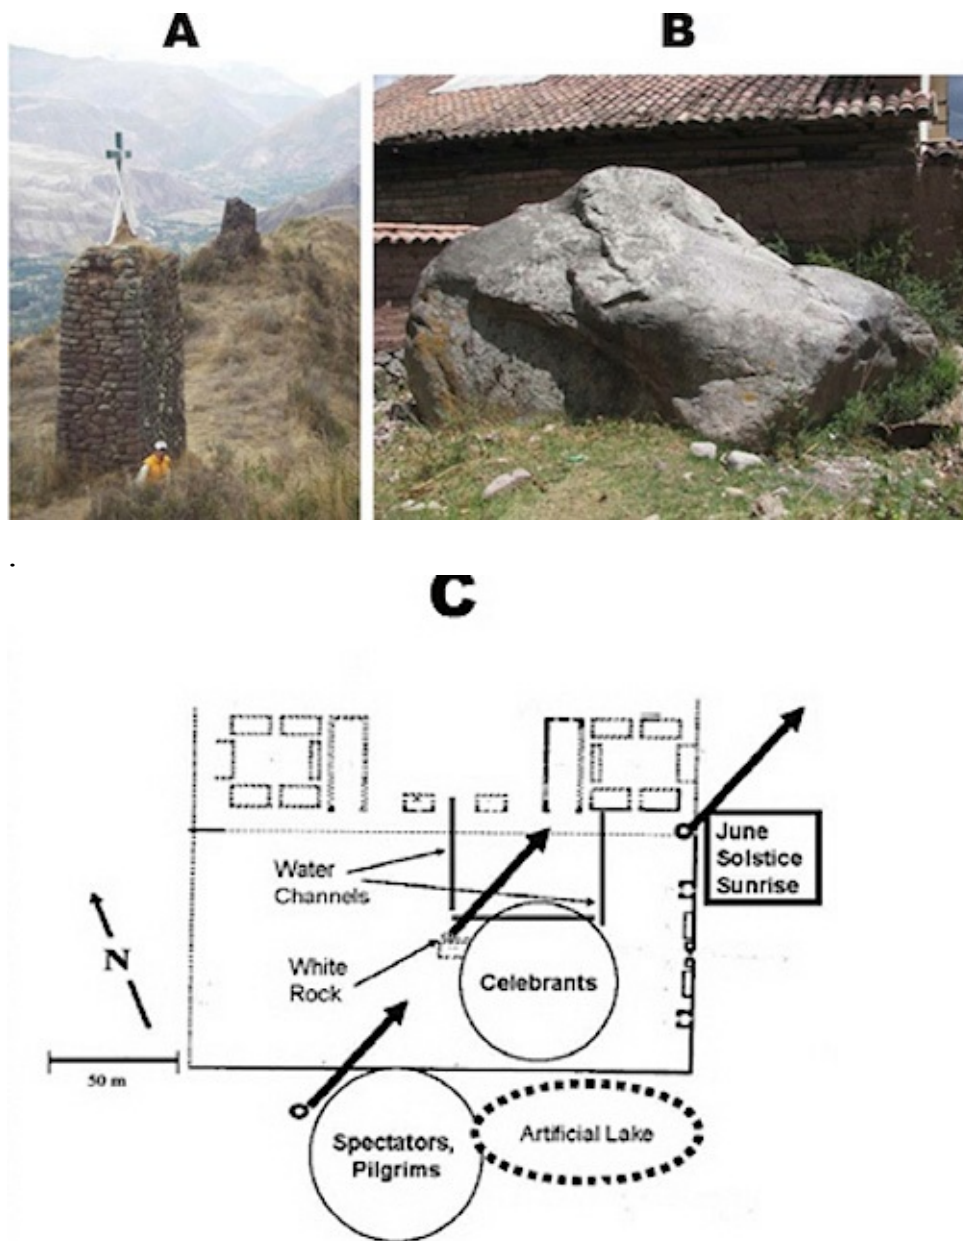 A
B
.
C
June
Solstice
Sunrise
Water
Channels
White
Rock
Celebrants
N
50 m
Spectators,
Pilgrims
Artificial Lake